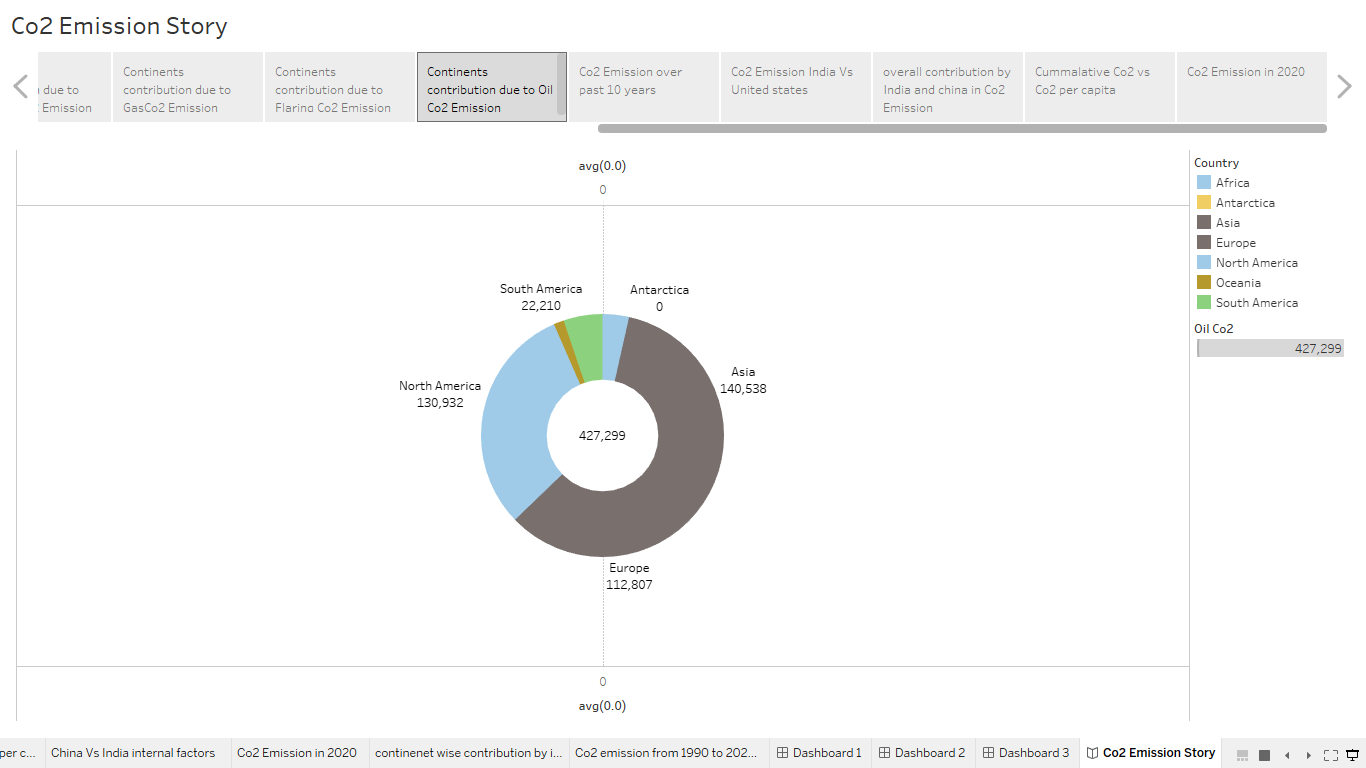 Co2 Emission Story
due to
Emission
Continents
contribution due to
GasCo2 Emission
Continents
contribution due to
Flaring Co2 Emission
Continents
contribution due to Oil
Co2 Emission
Co2 Emission over
past 10 years
Co2 Emission India Vs
United states
overall contribution by
India and china in Co2
Emission
Cummalative Co2 vs
Co2 per capita
Co2 Emission in 2020
avg(0.0)
0
South America
22,210
Antarctica
0
Asia
140,538
North America
130,932
427,299
Europe
112,807
0
avg(0.0)
Country
Africa
Antarctica
Asia
Europe
North America
Oceania
South America
Oil Co2
427,299
per c...
China Vs India internal factors
Co2 Emission in 2020
continenet wise contribution by i...
Co2 emission from 1990 to 202...
Dashboard 1
Dashboard 2
Dashboard 3
Co2 Emission Story